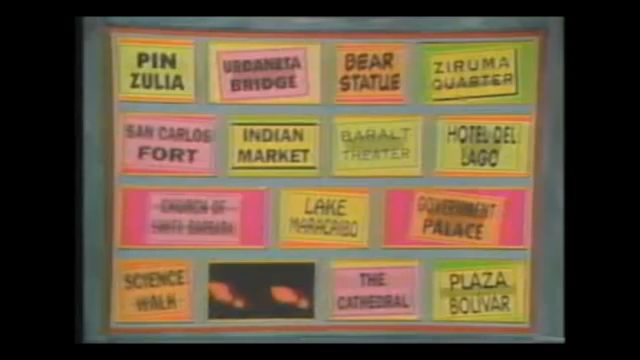 PIN
ZULIA
URDANETA
BRIDGE
BEAR
STATUE
ZIRUMA
QUARTER
SAN CARLOS
FORT
INDIAN
MARKET
BARALT
THEATER
HOTEL DEL
LAGO
CHURCH OF
SANTA BARBARA
LAKE
MARACAIBO
GOVERNMENT
PALACE
SCIENCE
WALK
THE
CATHEDRAL
PLAZA
BOLIVAR